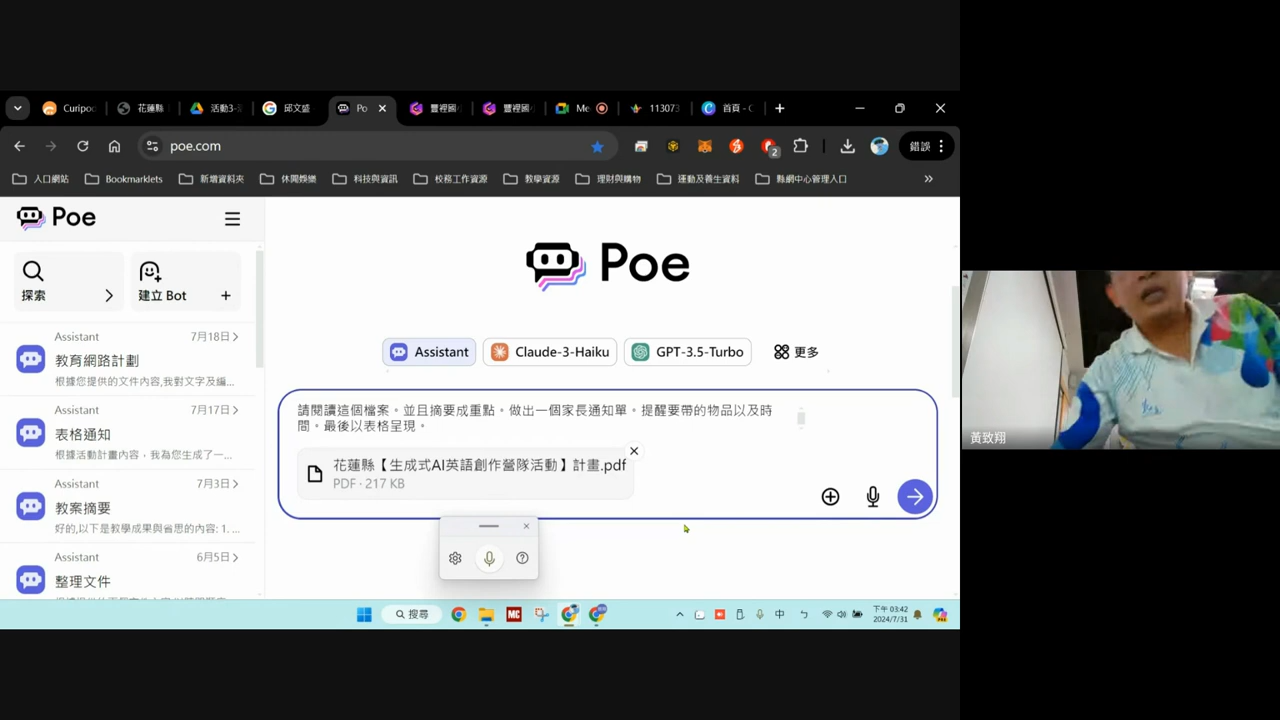 Curipo
花蓮縣
活動3-
邱文盛
Po
豐裡國
豐裡國
Me
11307
首頁 - C
poe.com
2
錯誤
入口網站
Bookmarklets
新增資料夾
休閒娛樂
科技與資訊
校務工作資源
教學資源
理財與購物
運動及養生資料
縣網中心管理入口
Poe
探索
建立 Bot
Assistant 7月18日
教育網路計劃
根據您提供的文件內容,我對文字及編...
Assistant 7月17日
表格通知
根據活動計畫內容，我為您生成了一...
Assistant 7月3日
教案摘要
好的,以下是教學成果與省思的內容: 1. ...
Assistant 6月5日
整理文件
Poe
Assistant
Claude-3-Haiku
GPT-3.5-Turbo
更多
請閱讀這個檔案。並且摘要成重點。做出一個家長通知單。提醒要帶的物品以及時
間。最後以表格呈現。
花蓮縣【生成式AI英語創作營隊活動】計畫.pdf
PDF · 217 KB
搜尋
MC
中
下午 03:42
2024/7/31
黃致翔